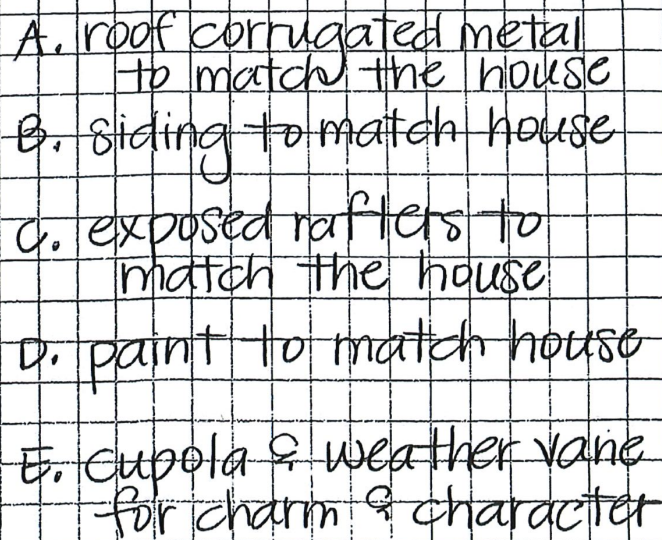 A. roof corrugated metal
to match the house
B. siding to match house
C. exposed rafters to
match the house
D. paint to match house
E. cupola & weather vane
for charm & character